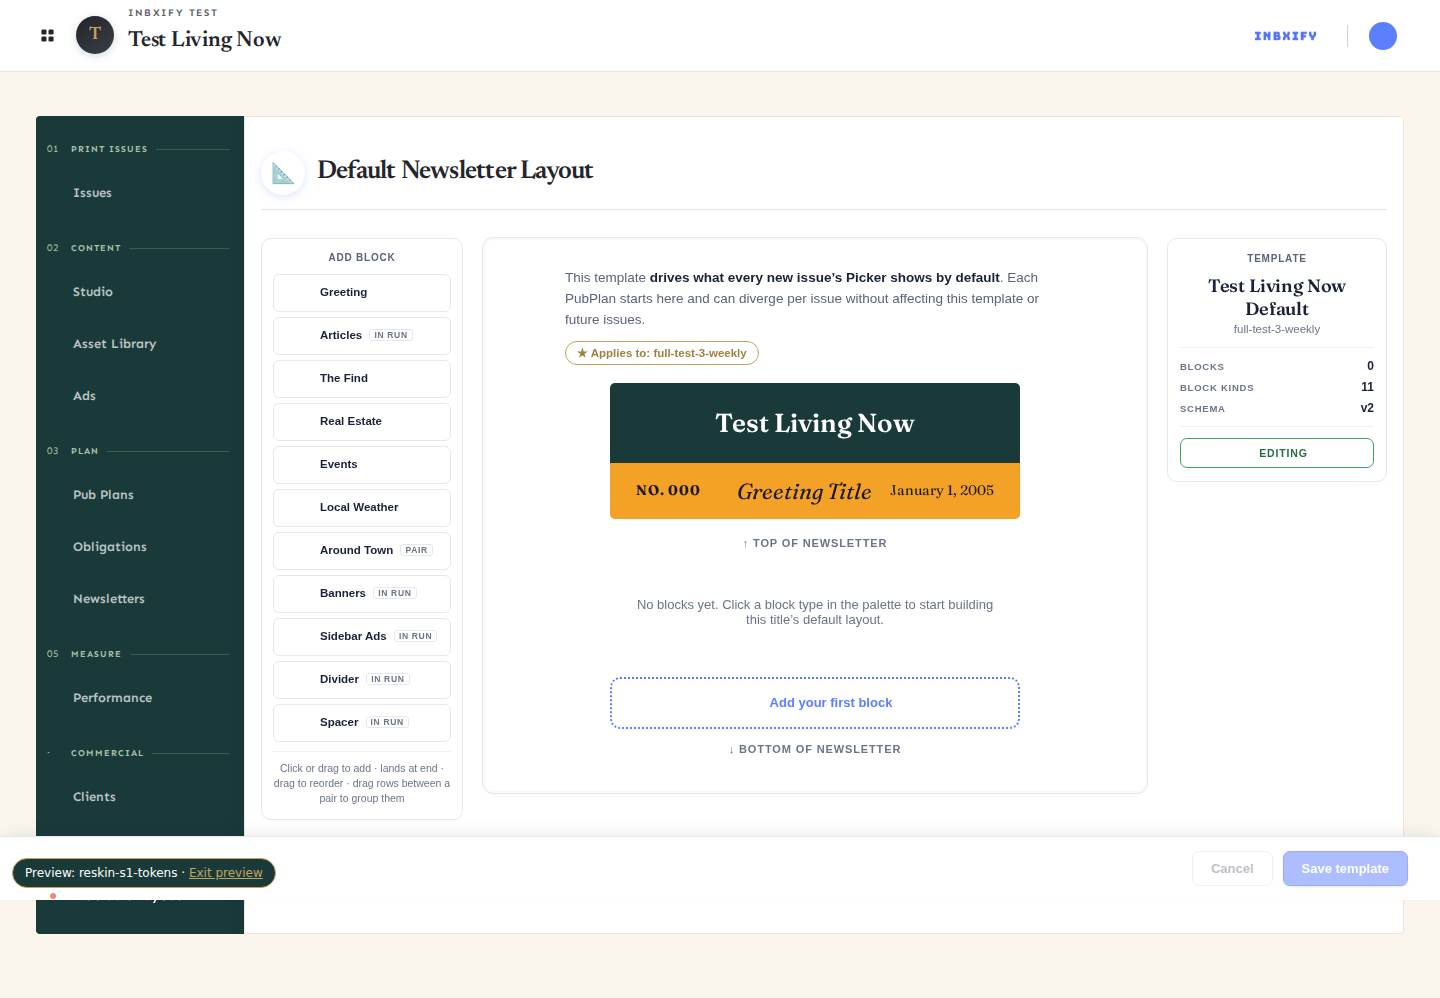 INBXIFY TEST
T
Test Living Now
INBXIFY
01 PRINT ISSUES
Issues
02 CONTENT
Studio
Asset Library
Ads
03 PLAN
Pub Plans
Obligations
Newsletters
05 MEASURE
Performance
· COMMERCIAL
Clients
Default Newsletter Layout
ADD BLOCK
Greeting
Articles IN RUN
The Find
Real Estate
Events
Local Weather
Around Town PAIR
Banners IN RUN
Sidebar Ads IN RUN
Divider IN RUN
Spacer IN RUN
Click or drag to add · lands at end ·
drag to reorder · drag rows between a
pair to group them
This template drives what every new issue’s Picker shows by default. Each
PubPlan starts here and can diverge per issue without affecting this template or
future issues.
★ Applies to: full-test-3-weekly
Test Living Now
NO. 000 Greeting Title January 1, 2005
↑ TOP OF NEWSLETTER
No blocks yet. Click a block type in the palette to start building
this title’s default layout.
Add your first block
↓ BOTTOM OF NEWSLETTER
TEMPLATE
Test Living Now
Default
full-test-3-weekly
BLOCKS 0
BLOCK KINDS 11
SCHEMA v2
EDITING
Preview: reskin-s1-tokens · Exit preview
Cancel
Save template